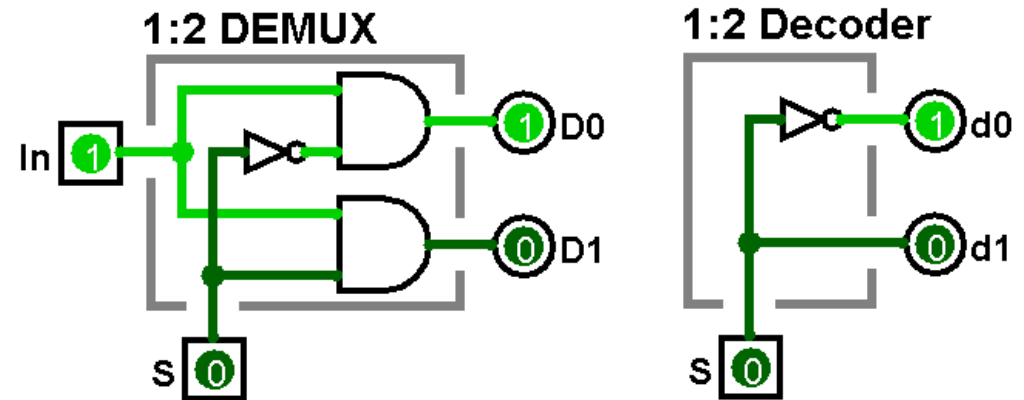 1:2 DEMUX
In 1
1 D0
0 D1
S 0
1:2 Decoder
1 d0
0 d1
S 0